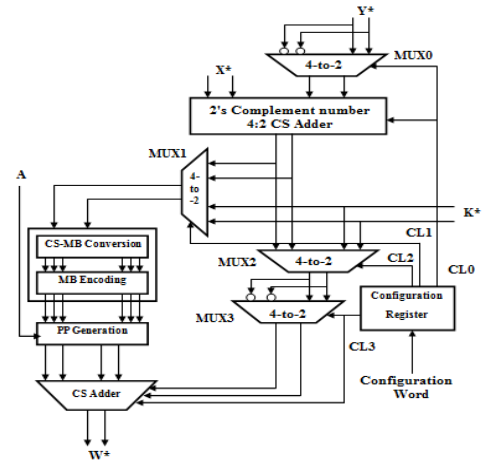 Y*
MUX0
4-to-2
X*
2's Complement number
4:2 CS Adder
MUX1
A
4-
to
-2
K*
CL1
CS-MB Conversion
MUX2
4-to-2
CL2
CL0
MB Encoding
Configuration
Register
MUX3
4-to-2
PP Generation
CL3
CS Adder
Configuration
Word
W*